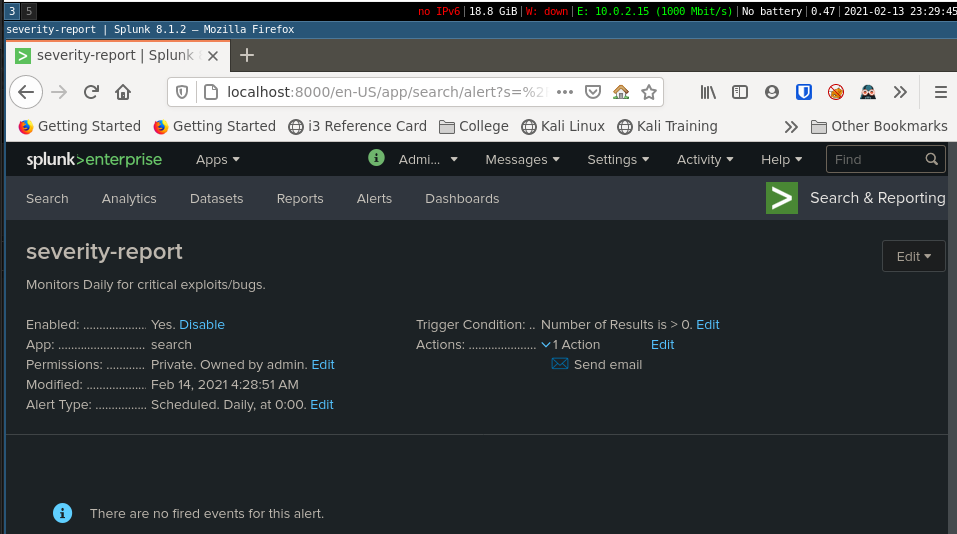 3 5 no IPv6|18.8 GiB|W: down|E: 10.0.2.15 (1000 Mbit/s)|No battery|0.47|2021-02-13 23:29:45
severity-report | Splunk 8.1.2 — Mozilla Firefox
severity-report | Splunk
localhost:8000/en-US/app/search/alert?s=%2
Getting Started Getting Started i3 Reference Card College Kali Linux Kali Training Other Bookmarks
splunk>enterprise Apps Admi... Messages Settings Activity Help Find
Search Analytics Datasets Reports Alerts Dashboards Search & Reporting
severity-report Edit
Monitors Daily for critical exploits/bugs.
Enabled: ................... Yes. Disable
App: .......................... search
Permissions: ............ Private. Owned by admin. Edit
Modified: .................. Feb 14, 2021 4:28:51 AM
Alert Type: ................ Scheduled. Daily, at 0:00. Edit
Trigger Condition: .. Number of Results is > 0. Edit
Actions: ..................... 1 Action Edit
Send email
There are no fired events for this alert.